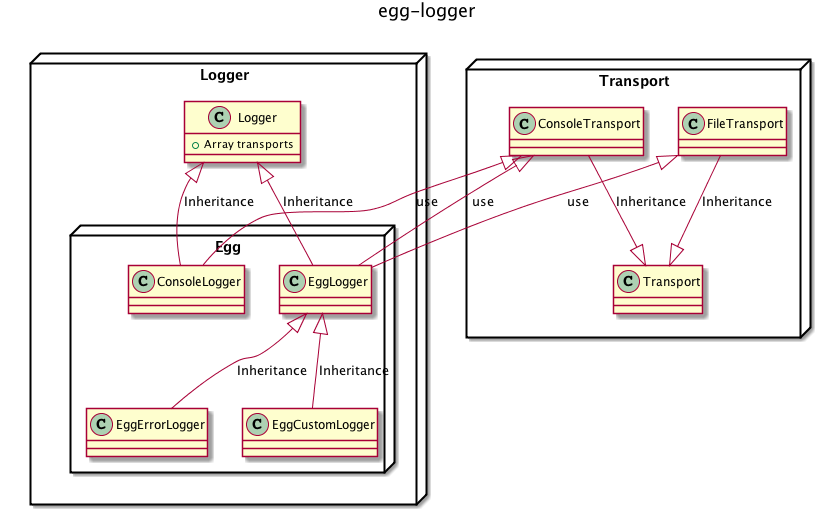 egg-logger
Logger
Transport
C Logger
Array transports
C ConsoleTransport
C FileTransport
Inheritance
Inheritance
use
use
use
Inheritance
Inheritance
Egg
C ConsoleLogger
C EggLogger
C Transport
Inheritance
Inheritance
C EggErrorLogger
C EggCustomLogger